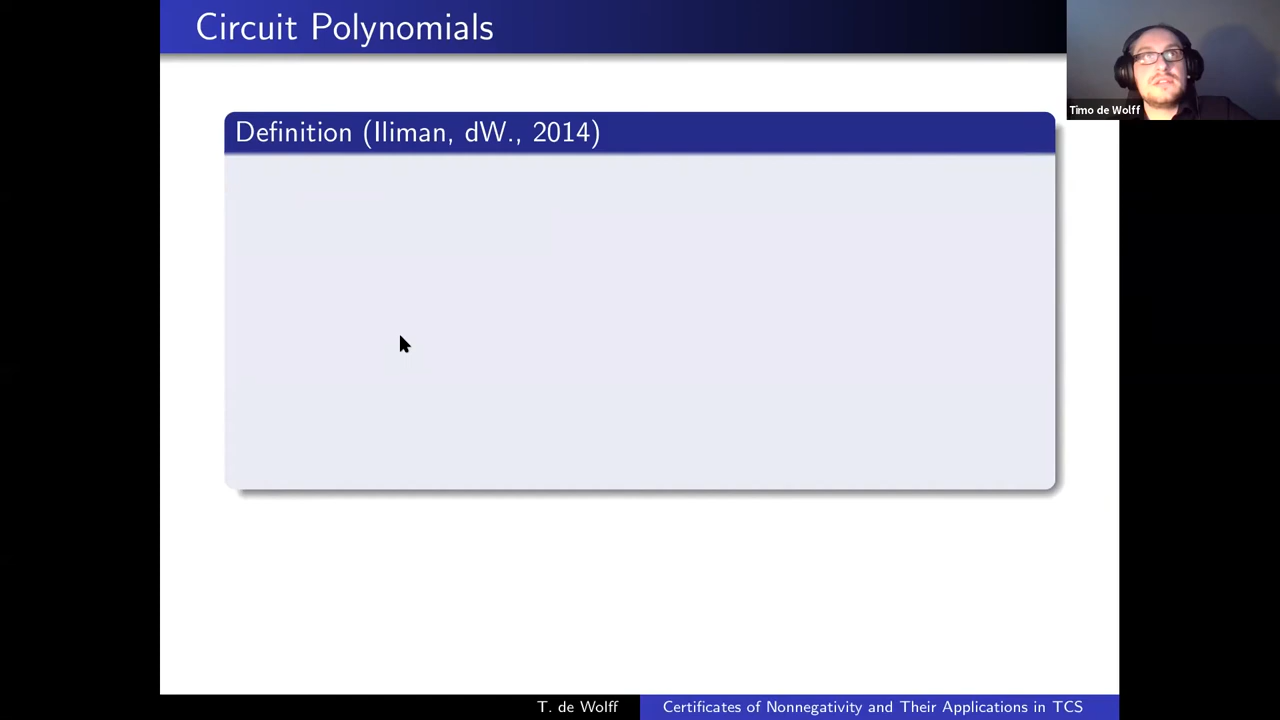 Circuit Polynomials
Timo de Wolff
Definition (Iliman, dW., 2014)
T. de Wolff
Certificates of Nonnegativity and Their Applications in TCS